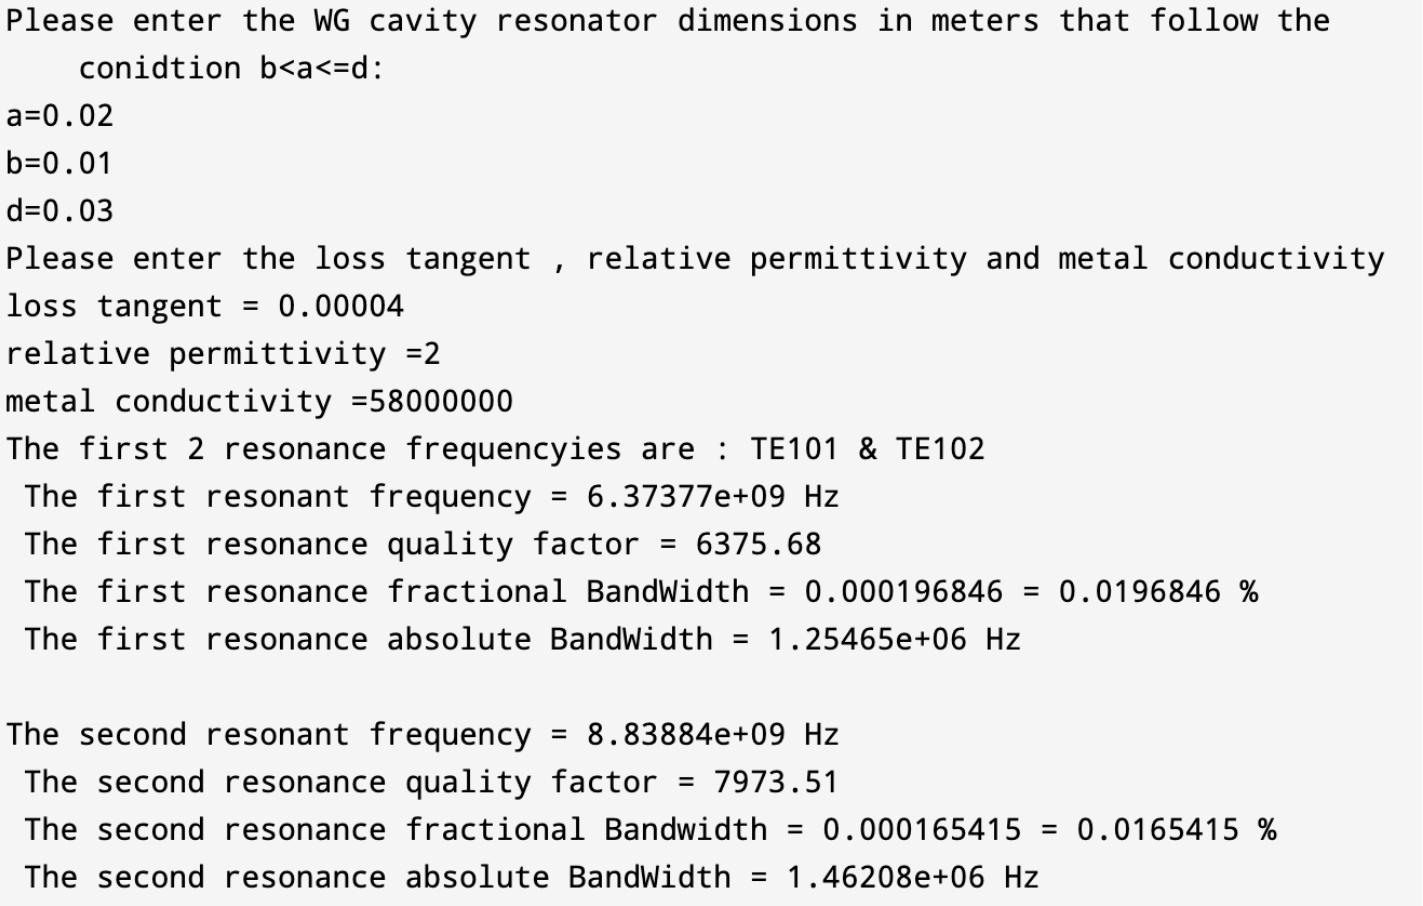 Please enter the WG cavity resonator dimensions in meters that follow the
conidtion b<a<=d:
a=0.02
b=0.01
d=0.03
Please enter the loss tangent , relative permittivity and metal conductivity
loss tangent = 0.00004
relative permittivity =2
metal conductivity =58000000
The first 2 resonance frequencyies are : TE101 & TE102
The first resonant frequency = 6.37377e+09 Hz
The first resonance quality factor = 6375.68
The first resonance fractional BandWidth = 0.000196846 = 0.0196846 %
The first resonance absolute BandWidth = 1.25465e+06 Hz
The second resonant frequency = 8.83884e+09 Hz
The second resonance quality factor = 7973.51
The second resonance fractional Bandwidth = 0.000165415 = 0.0165415 %
The second resonance absolute BandWidth = 1.46208e+06 Hz